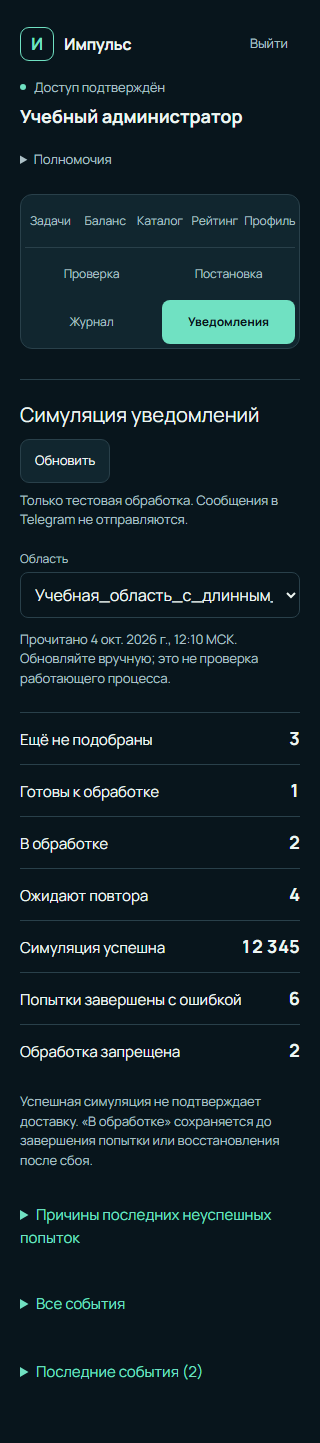 И Импульс Выйти
Доступ подтверждён
Учебный администратор
Полномочия
Задачи Баланс Каталог Рейтинг Профиль
Проверка Постановка
Журнал Уведомления
Симуляция уведомлений
Обновить
Только тестовая обработка. Сообщения в
Telegram не отправляются.
Область
Учебная_область_с_длинным_
Прочитано 4 окт. 2026 г., 12:10 МСК.
Обновляйте вручную; это не проверка
работающего процесса.
Ещё не подобраны 3
Готовы к обработке 1
В обработке 2
Ожидают повтора 4
Симуляция успешна 12 345
Попытки завершены с ошибкой 6
Обработка запрещена 2
Успешная симуляция не подтверждает
доставку. «В обработке» сохраняется до
завершения попытки или восстановления
после сбоя.
Причины последних неуспешных
попыток
Все события
Последние события (2)